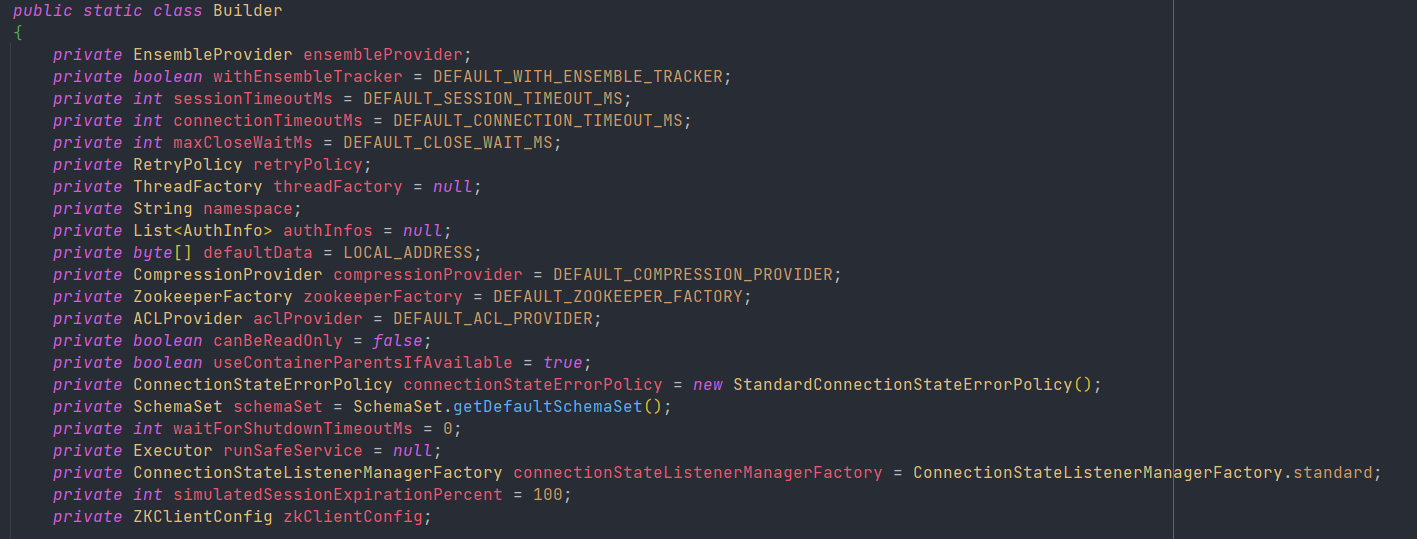 public static class Builder
{
private EnsembleProvider ensembleProvider;
private boolean withEnsembleTracker = DEFAULT_WITH_ENSEMBLE_TRACKER;
private int sessionTimeoutMs = DEFAULT_SESSION_TIMEOUT_MS;
private int connectionTimeoutMs = DEFAULT_CONNECTION_TIMEOUT_MS;
private int maxCloseWaitMs = DEFAULT_CLOSE_WAIT_MS;
private RetryPolicy retryPolicy;
private ThreadFactory threadFactory = null;
private String namespace;
private List<AuthInfo> authInfos = null;
private byte[] defaultData = LOCAL_ADDRESS;
private CompressionProvider compressionProvider = DEFAULT_COMPRESSION_PROVIDER;
private ZookeeperFactory zookeeperFactory = DEFAULT_ZOOKEEPER_FACTORY;
private ACLProvider aclProvider = DEFAULT_ACL_PROVIDER;
private boolean canBeReadOnly = false;
private boolean useContainerParentsIfAvailable = true;
private ConnectionStateErrorPolicy connectionStateErrorPolicy = new StandardConnectionStateErrorPolicy();
private SchemaSet schemaSet = SchemaSet.getDefaultSchemaSet();
private int waitForShutdownTimeoutMs = 0;
private Executor runSafeService = null;
private ConnectionStateListenerManagerFactory connectionStateListenerManagerFactory = ConnectionStateListenerManagerFactory.standard;
private int simulatedSessionExpirationPercent = 100;
private ZKClientConfig zkClientConfig;